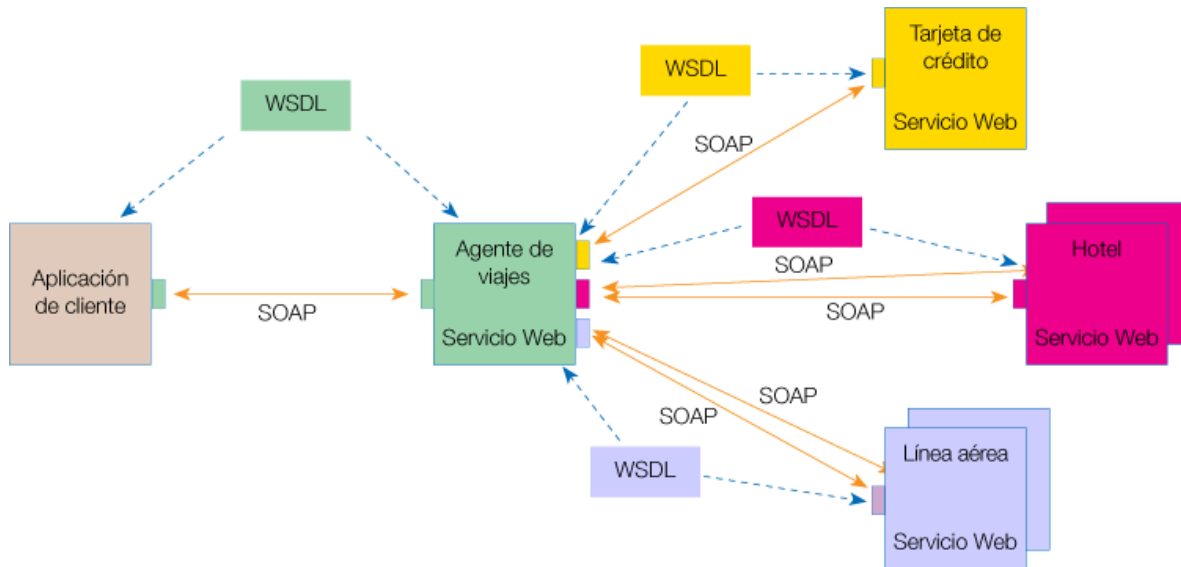 WSDL
WSDL
Tarjeta de
crédito
Servicio Web
SOAP
Aplicación
de cliente
SOAP
Agente de
viajes
Servicio Web
WSDL
SOAP
SOAP
Hotel
Servicio Web
SOAP
SOAP
WSDL
Línea aérea
Servicio Web